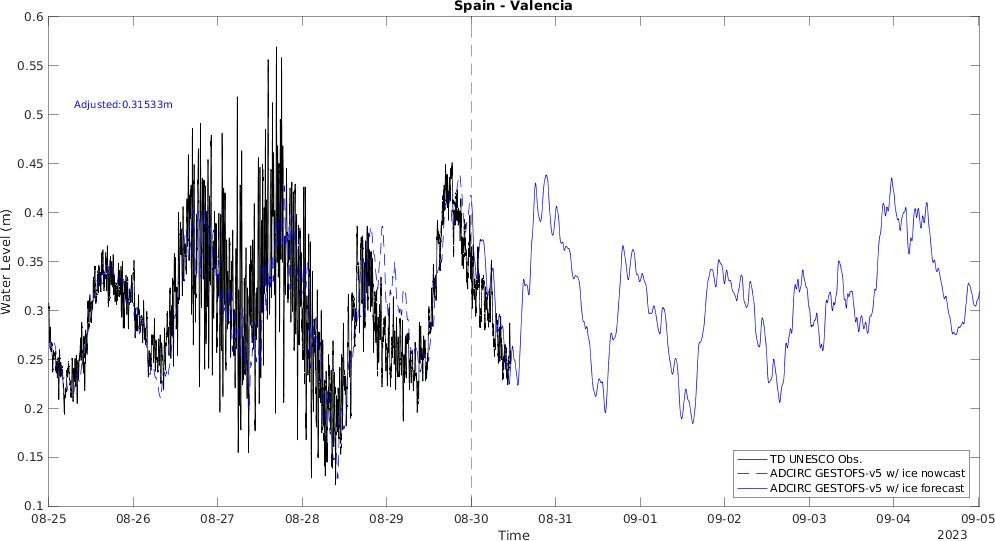 Spain - Valencia
0.6
0.55
0.5
0.45
0.4
0.35
0.3
0.25
0.2
0.15
0.1
Water Level (m)
Adjusted:0.31533m
TD UNESCO Obs.
ADCIRC GESTOFS-v5 w/ ice nowcast
ADCIRC GESTOFS-v5 w/ ice forecast
08-25 08-26 08-27 08-28 08-29 08-30 08-31 09-01 09-02 09-03 09-04 09-05
Time
2023